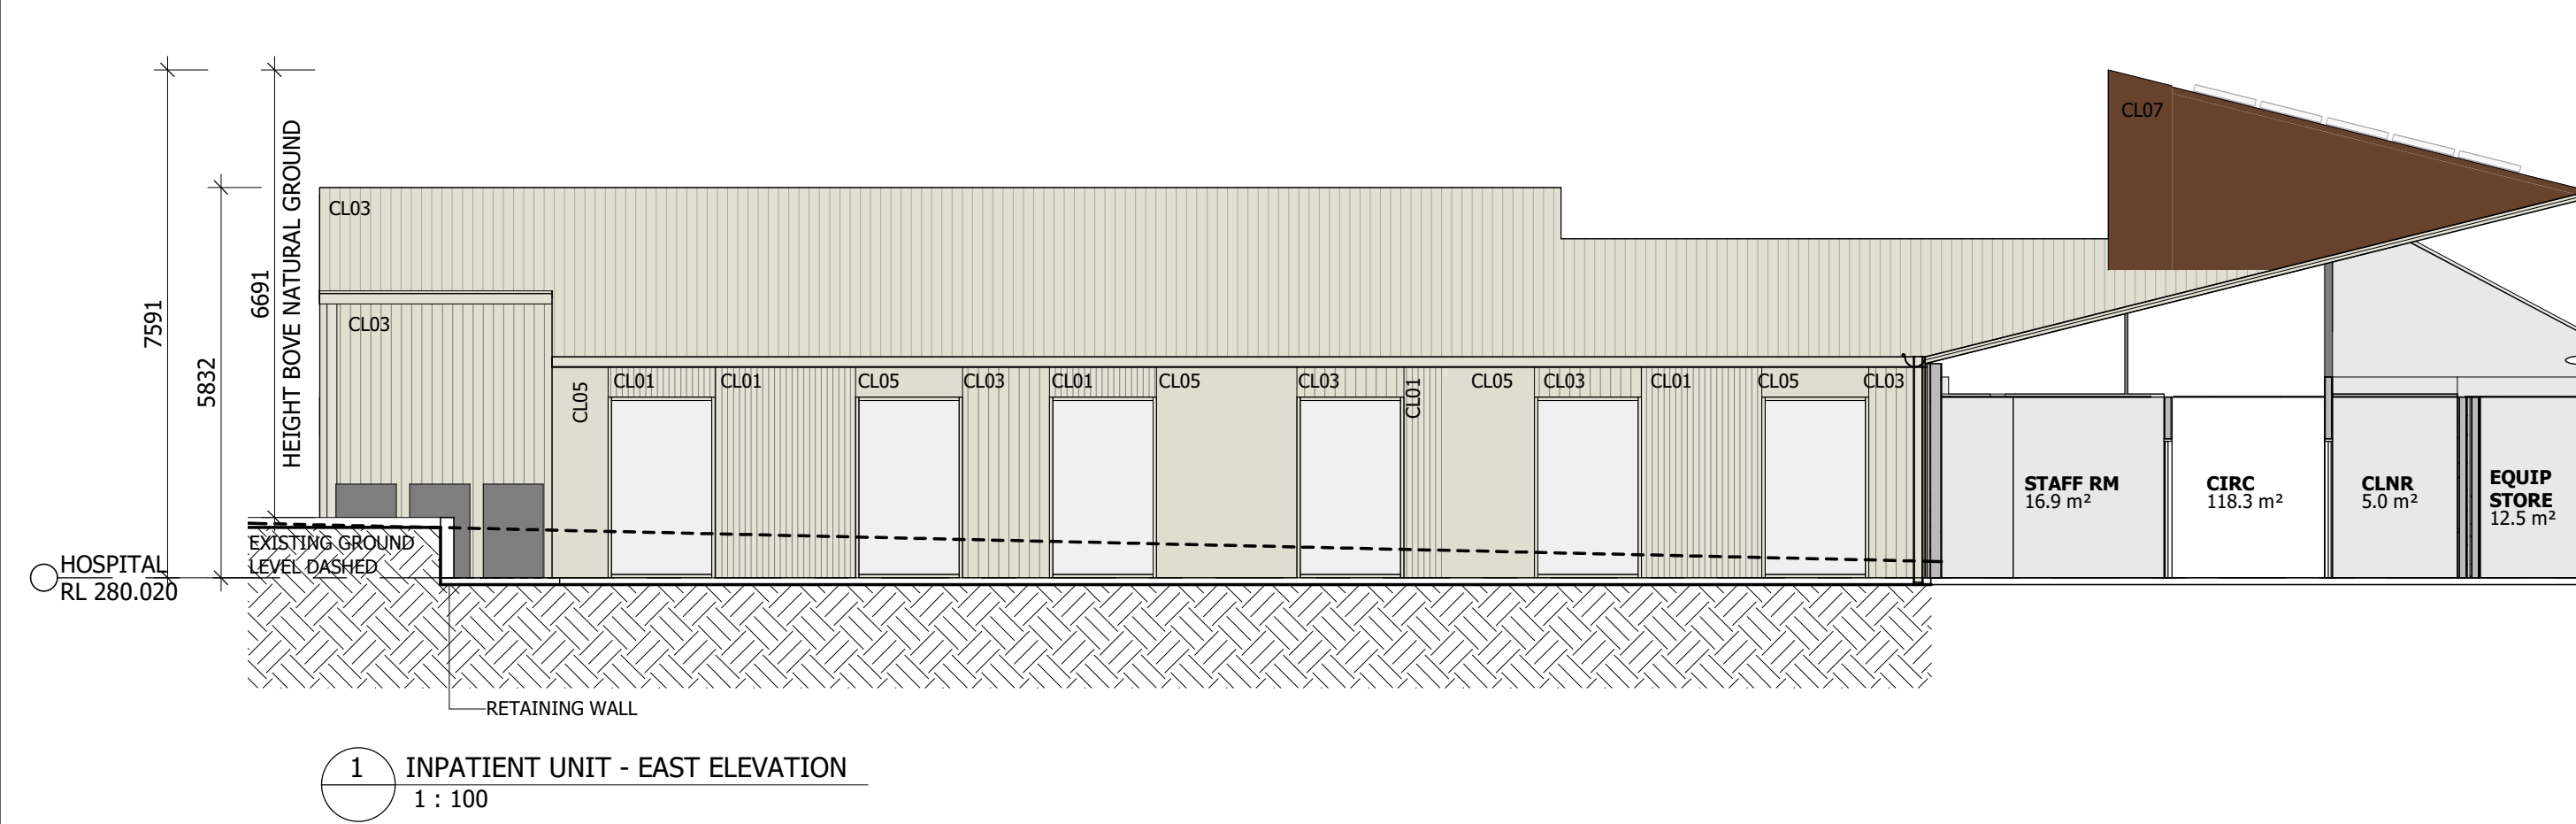 CL07
CL03
CL03
HEIGHT BOVE NATURAL GROUND
6691
7591
5832
CL05
CL01
CL01
CL05
CL03
CL01
CL05
CL03
CL01
CL05
CL03
CL01
CL05
CL03
STAFF RM
16.9 m²
CIRC
118.3 m²
CLNR
5.0 m²
EQUIP
STORE
12.5 m²
EXISTING GROUND
LEVEL DASHED
HOSPITAL
RL 280.020
RETAINING WALL
1
INPATIENT UNIT - EAST ELEVATION
1 : 100